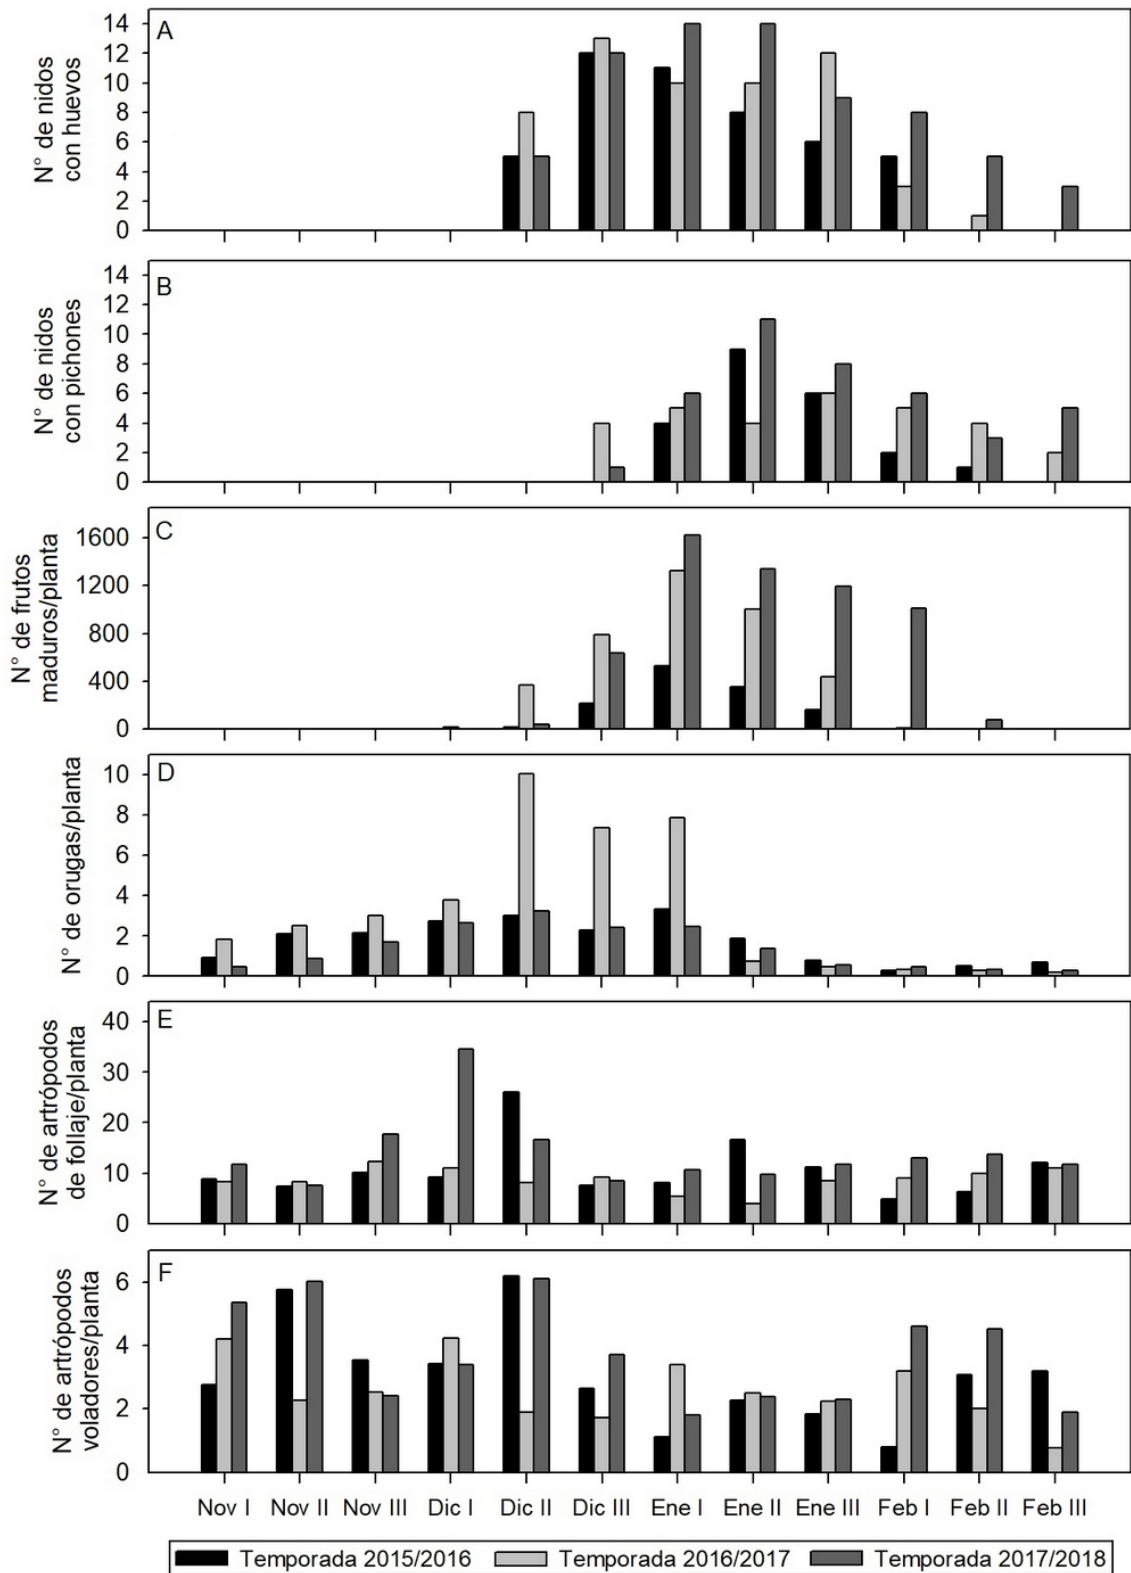 A
N° de nidos
con huevos
14
12
10
8
6
4
2
0
B
N° de nidos
con pichones
14
12
10
8
6
4
2
0
C
N° de frutos
maduros/planta
1600
1200
800
400
0
D
N° de orugas/planta
10
8
6
4
2
0
E
N° de artrópodos
de follaje/planta
40
30
20
10
0
F
N° de artrópodos
voladores/planta
6
4
2
0
Nov I Nov II Nov III Dic I Dic II Dic III Ene I Ene II Ene III Feb I Feb II Feb III
Temporada 2015/2016 Temporada 2016/2017 Temporada 2017/2018